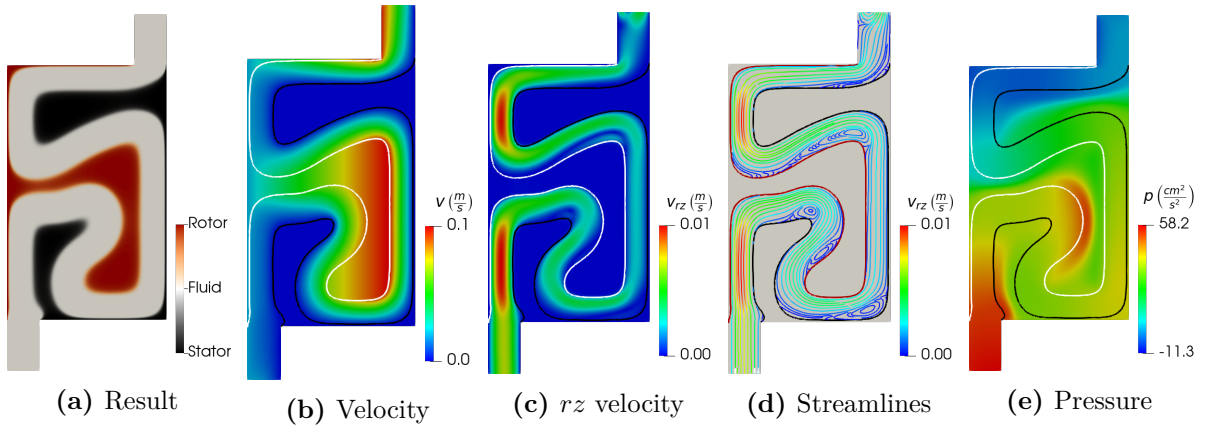 Rotor
Fluid
Stator
v (m/s)
0.1
0.0
v_rz (m/s)
0.01
0.00
v_rz (m/s)
0.01
0.00
p (cm²/s²)
58.2
-11.3
(a) Result
(b) Velocity
(c) rz velocity
(d) Streamlines
(e) Pressure